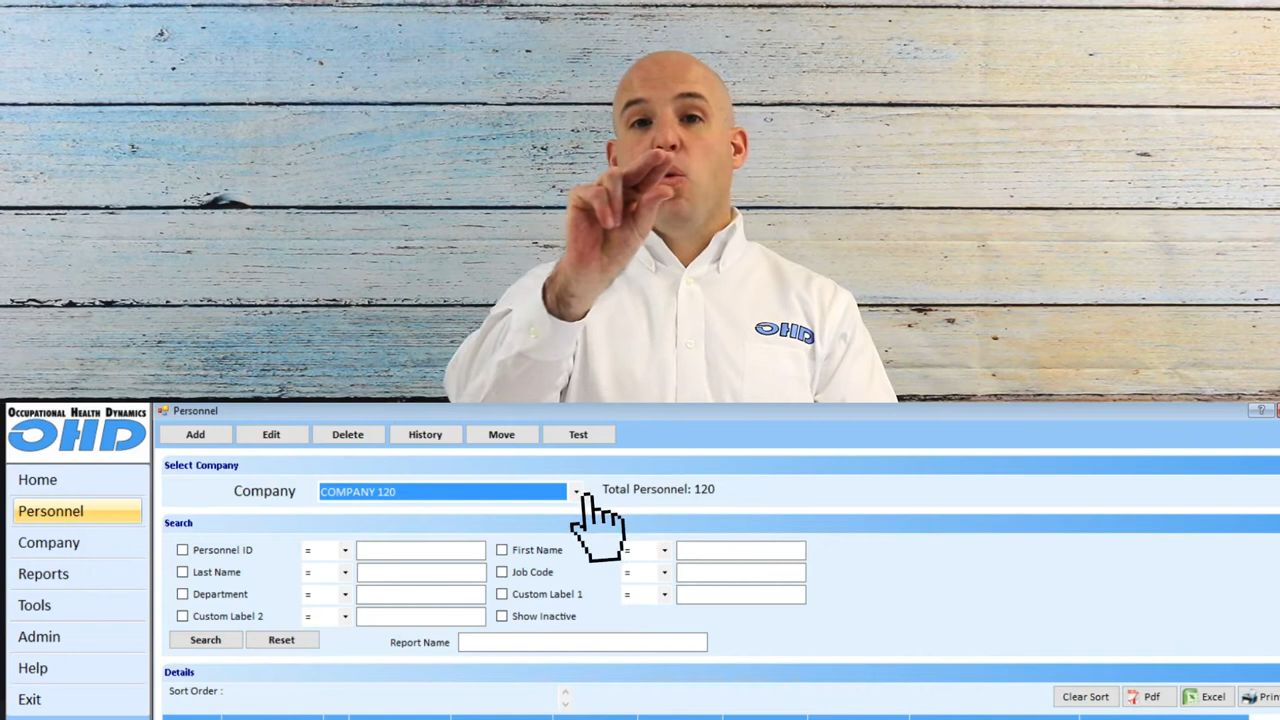 OHD
OCCUPATIONAL HEALTH DYNAMICS
OHD
Home
Personnel
Company
Reports
Tools
Admin
Help
Exit
Personnel
?
Add Edit Delete History Move Test
Select Company
Company COMPANY 120 Total Personnel: 120
Search
Personnel ID = First Name =
Last Name = Job Code =
Department = Custom Label 1 =
Custom Label 2 = Show Inactive
Search Reset Report Name
Details
Sort Order : Clear Sort Pdf Excel Prin